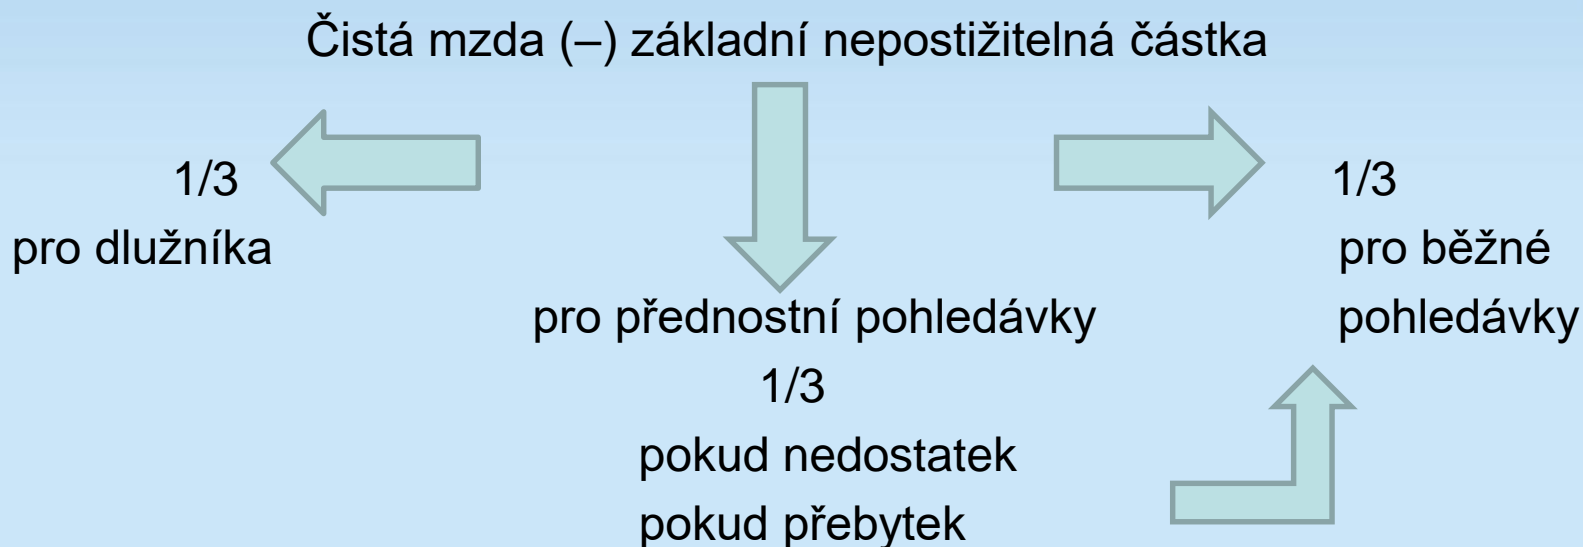 Čistá mzda (–) základní nepostižitelná částka
1/3
pro dlužníka
pro přednostní pohledávky
1/3
pokud nedostatek
pokud přebytek
1/3
pro běžné
pohledávky